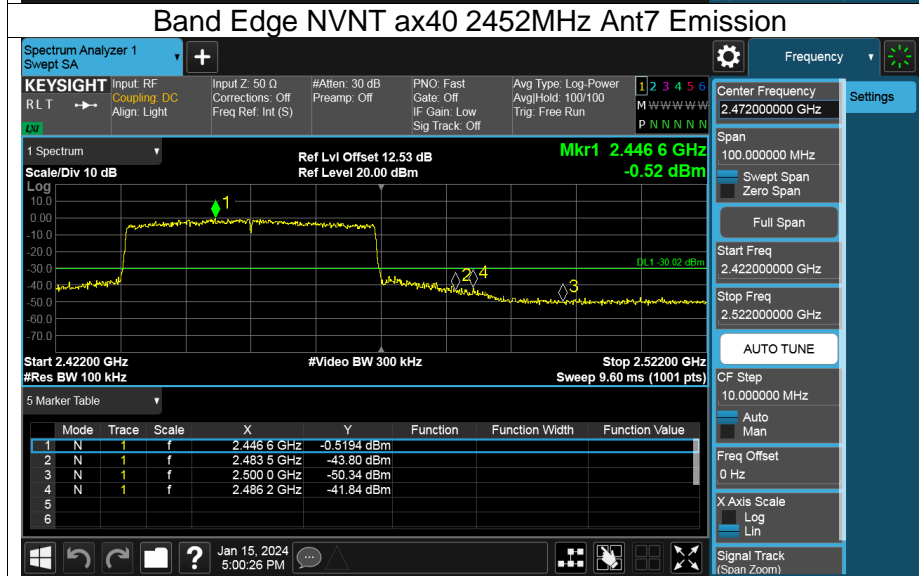 Band Edge NVNT ax40 2452MHz Ant7 Emission
Spectrum Analyzer 1
Swept SA
+
Frequency
KEYSIGHT Input: RF Input Z: 50 Ω #Atten: 30 dB PNO: Fast Avg Type: Log-Power 1 2 3 4 5 6
R L T Coupling: DC Corrections: Off Preamp: Off Gate: Off Avg|Hold: 100/100 M W W W W W
Align: Light Freq Ref: Int (S) IF Gain: Low Trig: Free Run
LXI Sig Track: Off P N N N N N
1 Spectrum
Scale/Div 10 dB
Ref Lvl Offset 12.53 dB
Ref Level 20.00 dBm
Mkr1 2.446 6 GHz
-0.52 dBm
Log
10.0
0.00
-10.0
-20.0
-30.0
-40.0
-50.0
-60.0
-70.0
1
2
4
3
DL1 -30.02 dBm
Start 2.42200 GHz #Video BW 300 kHz Stop 2.52200 GHz
#Res BW 100 kHz Sweep 9.60 ms (1001 pts)
5 Marker Table
Mode Trace Scale X Y Function Function Width Function Value
1 N 1 f 2.446 6 GHz -0.5194 dBm
2 N 1 f 2.483 5 GHz -43.80 dBm
3 N 1 f 2.500 0 GHz -50.34 dBm
4 N 1 f 2.486 2 GHz -41.84 dBm
5
6
?
Jan 15, 2024
5:00:26 PM
Center Frequency
2.472000000 GHz
Settings
Span
100.000000 MHz
Swept Span
Zero Span
Full Span
Start Freq
2.422000000 GHz
Stop Freq
2.522000000 GHz
AUTO TUNE
CF Step
10.000000 MHz
Auto
Man
Freq Offset
0 Hz
X Axis Scale
Log
Lin
Signal Track
(Span Zoom)